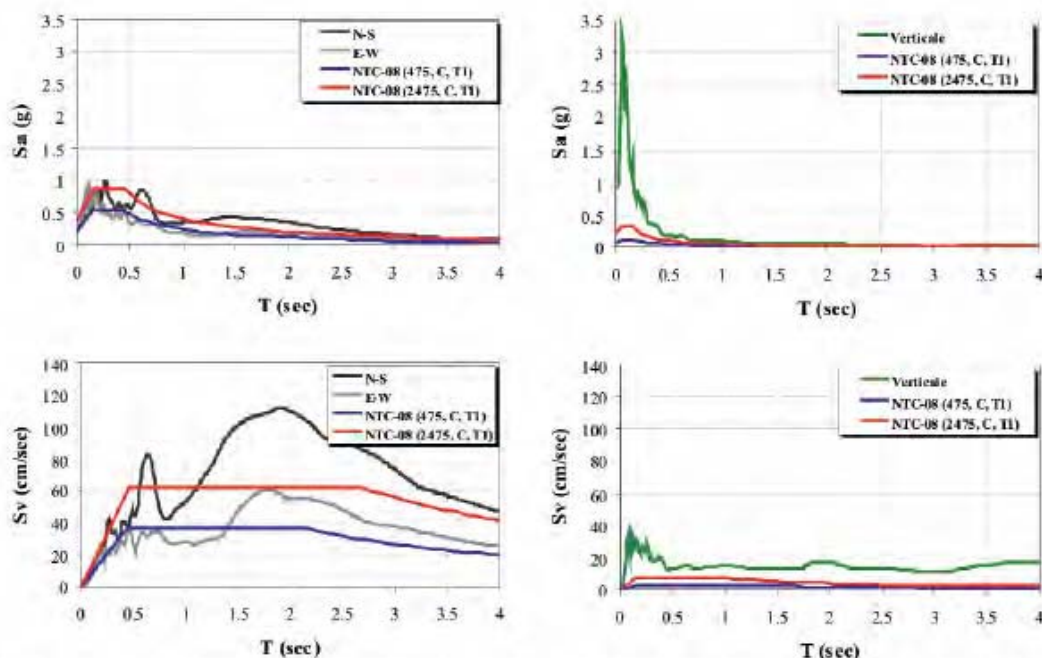 3.5
3
2.5
2
1.5
1
0.5
0
Sa (g)
N-S
E-W
NTC-08 (475, C, T1)
NTC-08 (2475, C, T1)
0 0.5 1 1.5 2 2.5 3 3.5 4
T (sec)
3.5
3
2.5
2
1.5
1
0.5
0
Sa (g)
Verticale
NTC-08 (475, C, T1)
NTC-08 (2475, C, T1)
0 0.5 1 1.5 2 2.5 3 3.5 4
T (sec)
140
120
100
80
60
40
20
0
Sv (cm/sec)
N-S
E-W
NTC-08 (475, C, T1)
NTC-08 (2475, C, T1)
0 0.5 1 1.5 2 2.5 3 3.5 4
T (sec)
140
120
100
80
60
40
20
0
Sv (cm/sec)
Verticale
NTC-08 (475, C, T1)
NTC-08 (2475, C, T1)
0 0.5 1 1.5 2 2.5 3 3.5 4
T (sec)